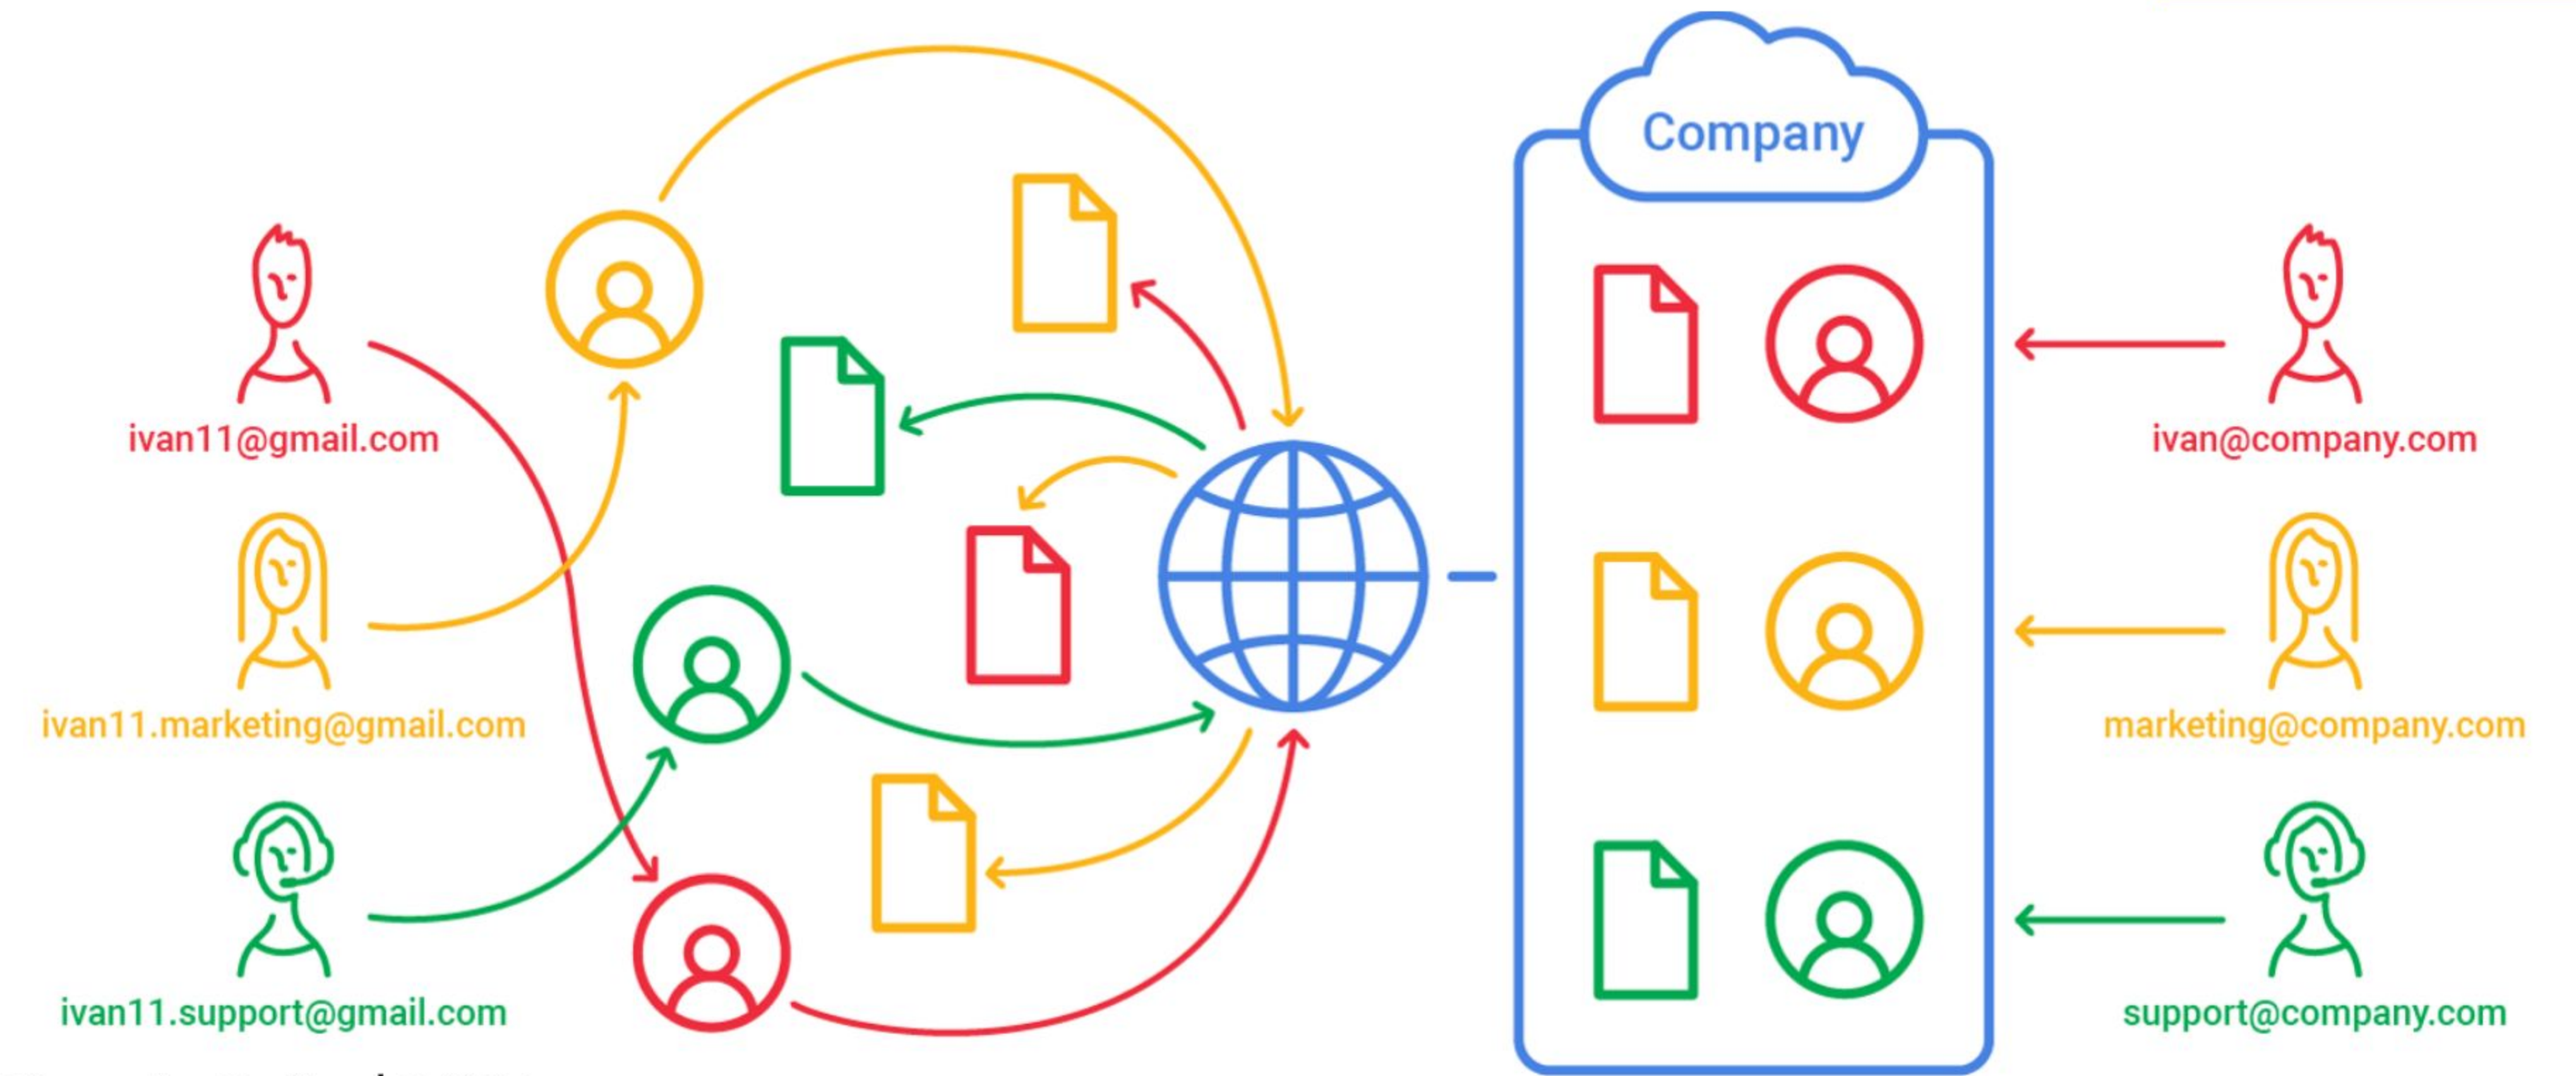 Company
ivan11@gmail.com
ivan@company.com
ivan11.marketing@gmail.com
marketing@company.com
ivan11.support@gmail.com
support@company.com